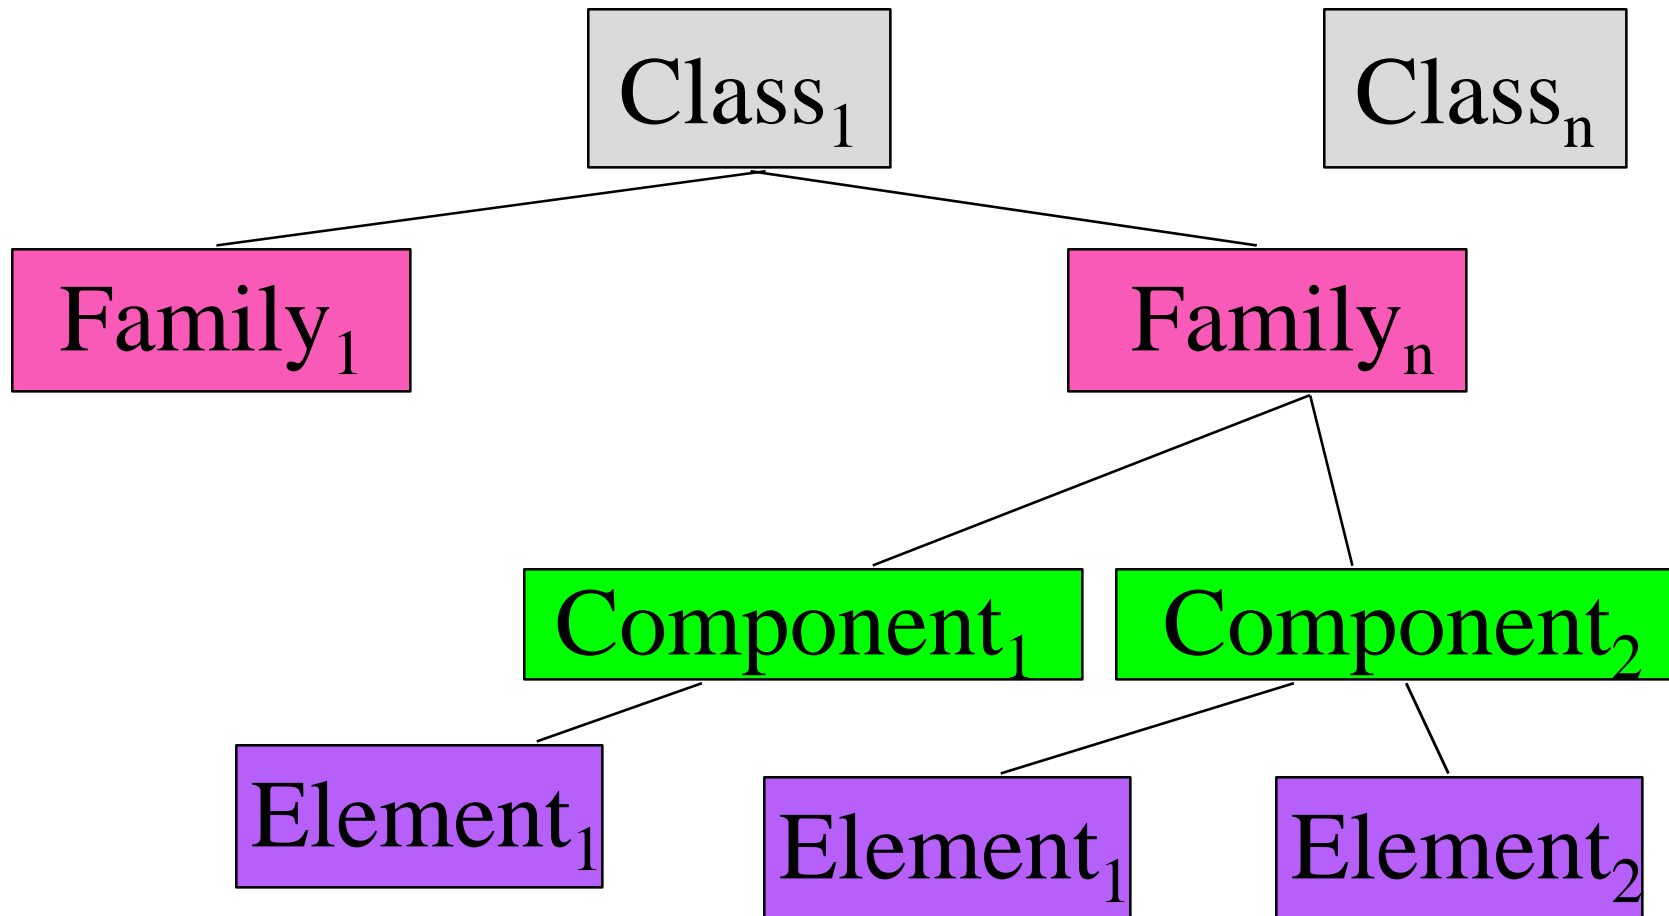 Class₁
Classₙ
Family₁
Familyₙ
Component₁
Component₂
Element₁
Element₁
Element₂